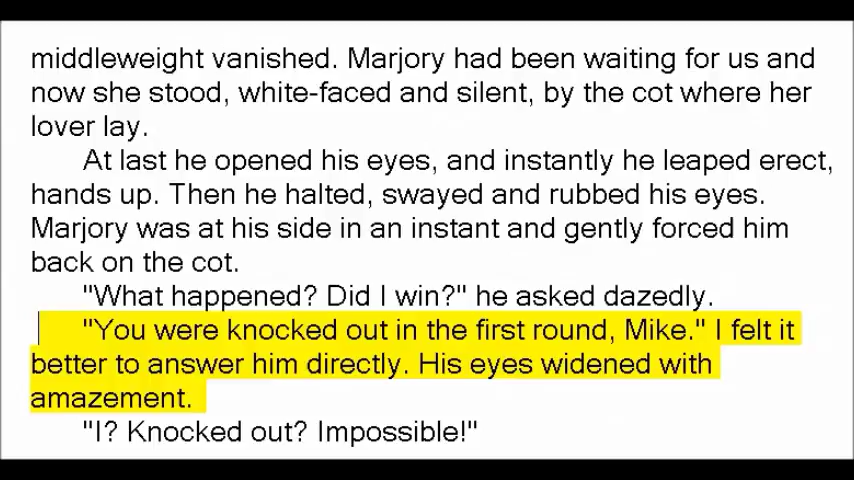 middleweight vanished. Marjory had been waiting for us and
now she stood, white-faced and silent, by the cot where her
lover lay.
At last he opened his eyes, and instantly he leaped erect,
hands up. Then he halted, swayed and rubbed his eyes.
Marjory was at his side in an instant and gently forced him
back on the cot.
"What happened? Did I win?" he asked dazedly.
"You were knocked out in the first round, Mike." I felt it
better to answer him directly. His eyes widened with
amazement.
"I? Knocked out? Impossible!"